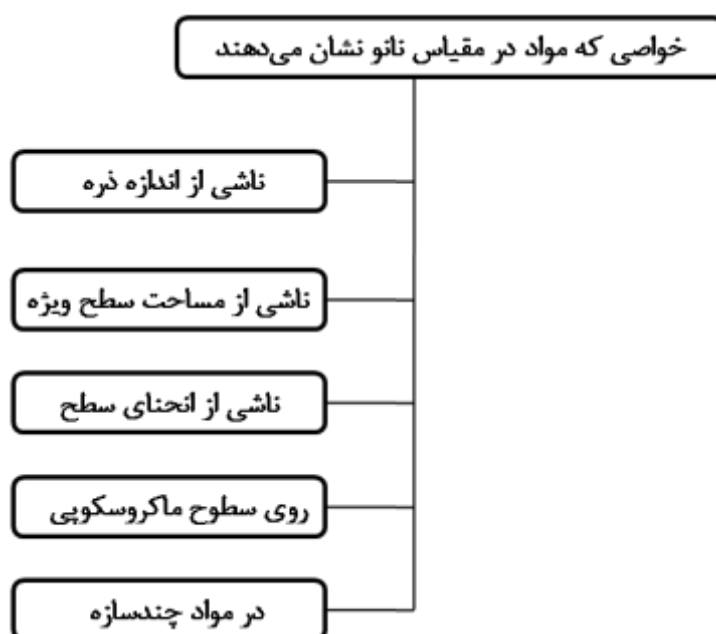 خواصی که مواد در مقیاس نانو نشان می‌دهند
ناشی از اندازه ذره
ناشی از مساحت سطح ویژه
ناشی از انحنای سطح
روی سطوح ماکروسکوپی
در مواد چندسازه